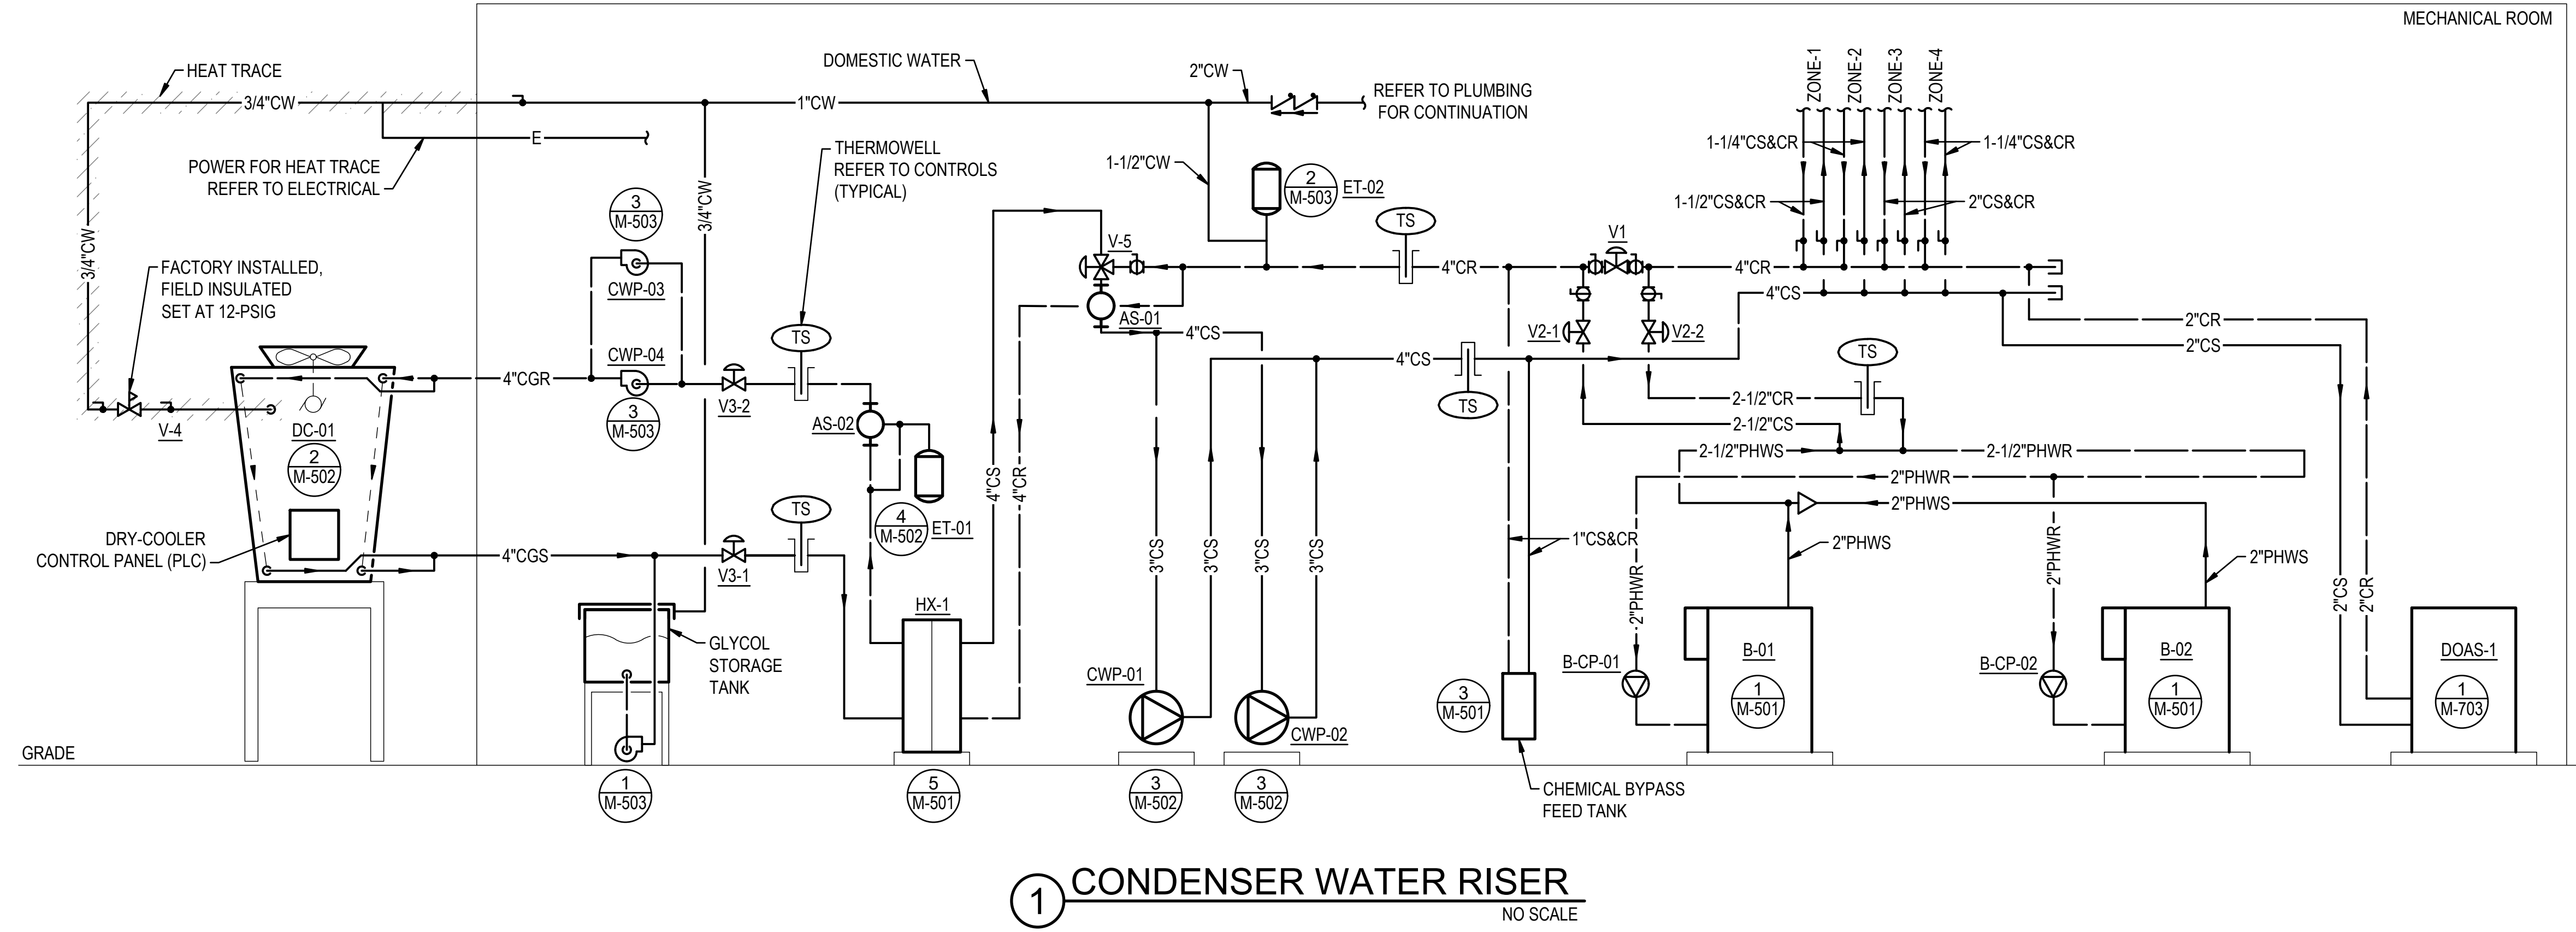 MECHANICAL ROOM
HEAT TRACE
DOMESTIC WATER
2"CW
3/4"CW
1"CW
REFER TO PLUMBING
FOR CONTINUATION
ZONE-1
ZONE-2
ZONE-3
ZONE-4
E
POWER FOR HEAT TRACE
REFER TO ELECTRICAL
THERMOWELL
REFER TO CONTROLS
(TYPICAL)
1-1/2"CW
1-1/4"CS&CR
1-1/4"CS&CR
3
M-503
3/4"CW
2
M-503
ET-02
1-1/2"CS&CR
2"CS&CR
TS
3/4"CW
FACTORY INSTALLED,
FIELD INSULATED
SET AT 12-PSIG
CWP-03
V-5
V1
4"CR
4"CR
4"CS
AS-01
4"CS
V2-1
V2-2
2"CR
2"CS
TS
CWP-04
4"CS
TS
4"CGR
V3-2
3
M-503
TS
2-1/2"CR
2-1/2"CS
V-4
DC-01
2
M-502
AS-02
2-1/2"PHWS
2-1/2"PHWR
2"PHWR
2"PHWS
4"CS
4"CR
TS
4
M-502
ET-01
DRY-COOLER
CONTROL PANEL (PLC)
4"CGS
V3-1
3"CS
3"CS
3"CS
3"CS
1"CS&CR
2"PHWR
2"PHWS
2"PHWR
2"PHWS
2"CS
2"CR
HX-1
GLYCOL
STORAGE
TANK
CWP-01
CWP-02
3
M-501
B-CP-01
B-01
1
M-501
B-CP-02
B-02
1
M-501
DOAS-1
1
M-703
GRADE
1
M-503
5
M-501
3
M-502
3
M-502
CHEMICAL BYPASS
FEED TANK
1
CONDENSER WATER RISER
NO SCALE